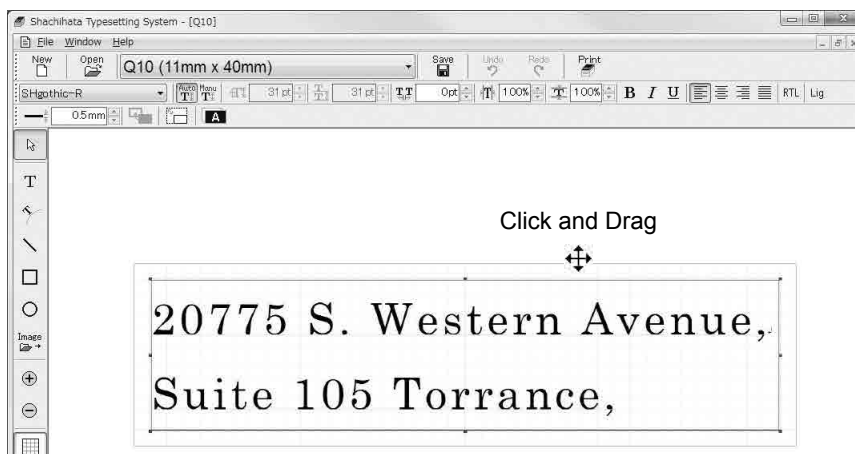 Shachihata Typesetting System - [Q10]
File Window Help
New Open Q10 (11mm x 40mm) Save Undo Redo Print
SHgothic-R Auto Manu 31 pt 31 pt 0pt 100% 100% B I U RTL Lig
0.5mm A
T
Click and Drag
Image
20775 S. Western Avenue,
Suite 105 Torrance,